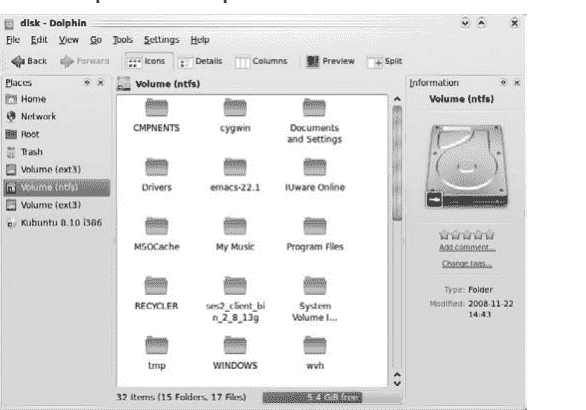 disk - Dolphin
File Edit View Go Tools Settings Help
Back Forward Icons Details Columns Preview Split
Places
Home
Network
Root
Trash
Volume (ext3)
Volume (ntfs)
Volume (ext3)
Kubuntu 8.10 i386
Volume (ntfs)
CMPNENTS cygwin Documents
and Settings
Drivers emacs-22.1 IUware Online
MSOCache My Music Program Files
RECYCLER ses2_client_bi System
n_2_8_13g Volume I...
tmp WINDOWS wvh
32 Items (15 Folders, 17 Files) 5.4 GiB free
Information
Volume (ntfs)
Add comment...
Change tags...
Type: Folder
Modified: 2008-11-22
14:43